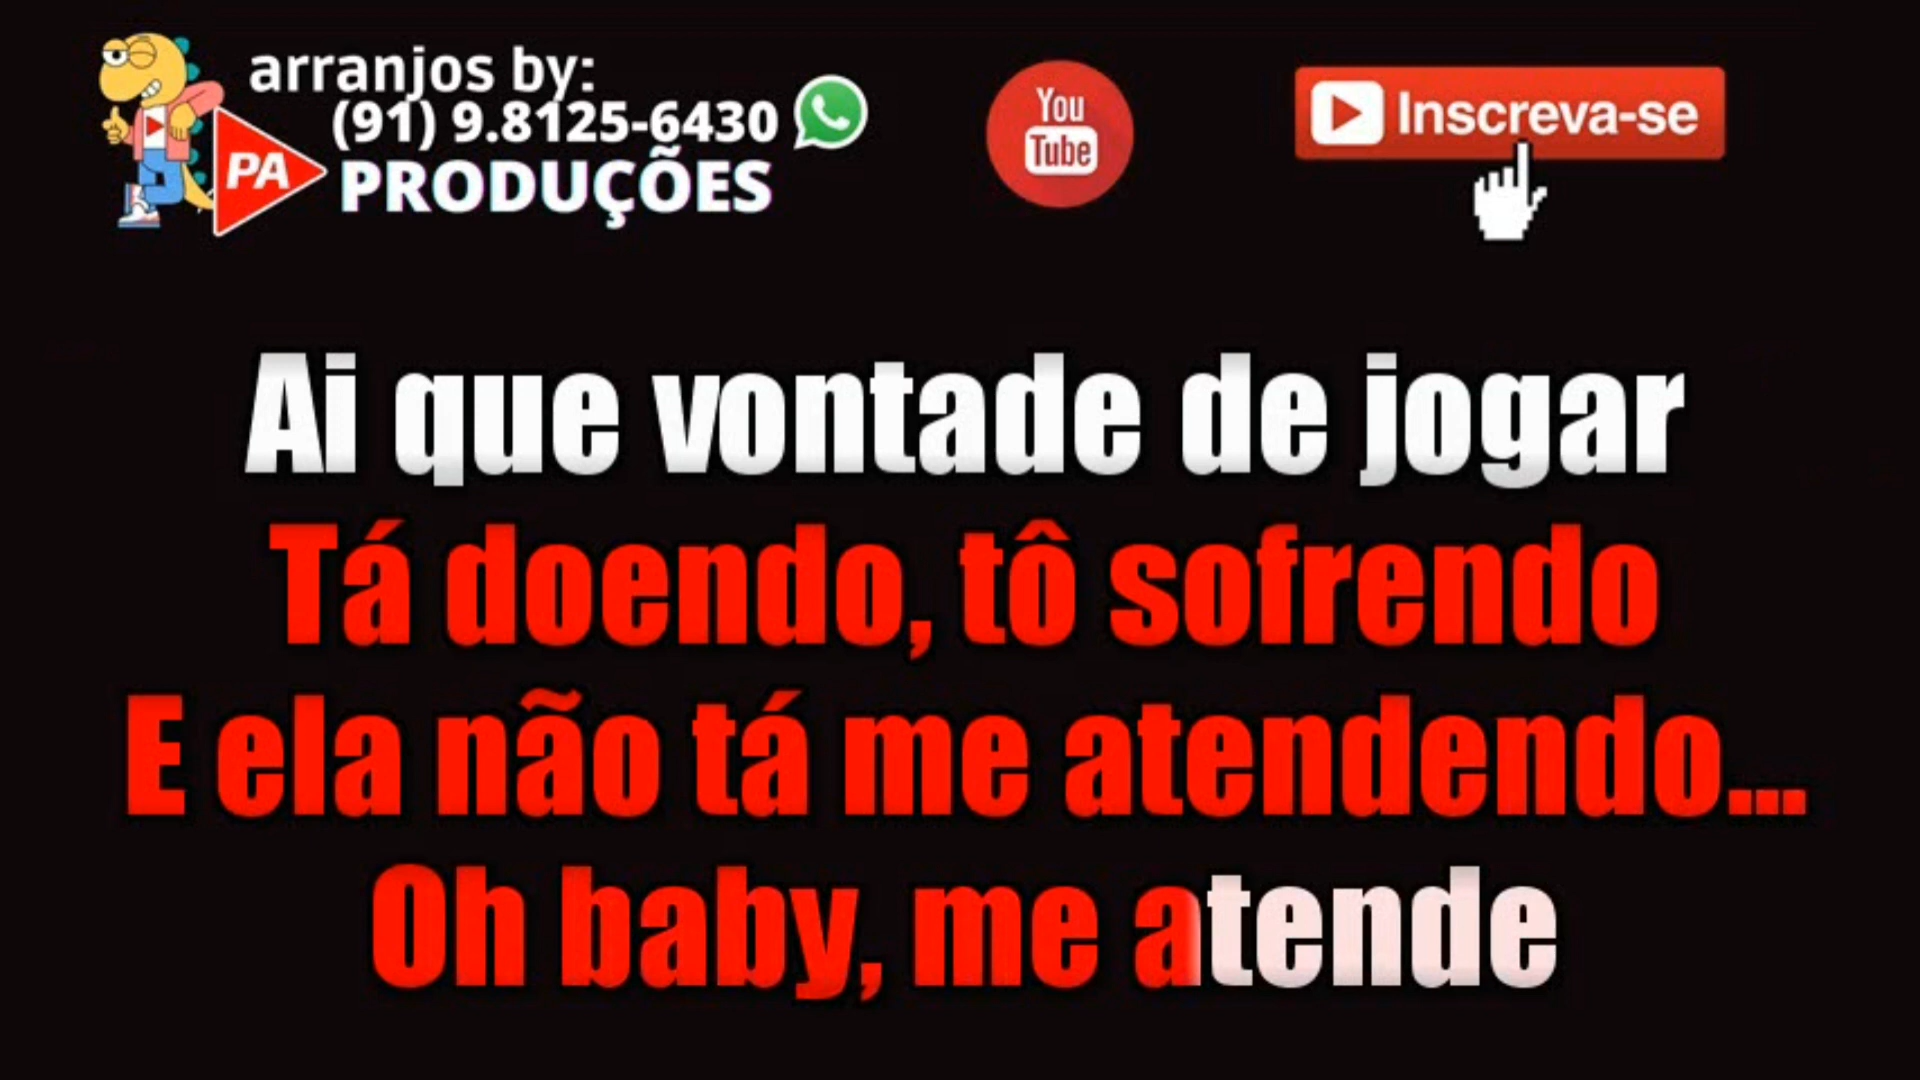 arranjos by:
(91) 9.8125-6430
PA
PRODUÇÕES
You
Tube
Inscreva-se
Ai que vontade de jogar
Tá doendo, tô sofrendo
E ela não tá me atendendo...
Oh baby, me atende